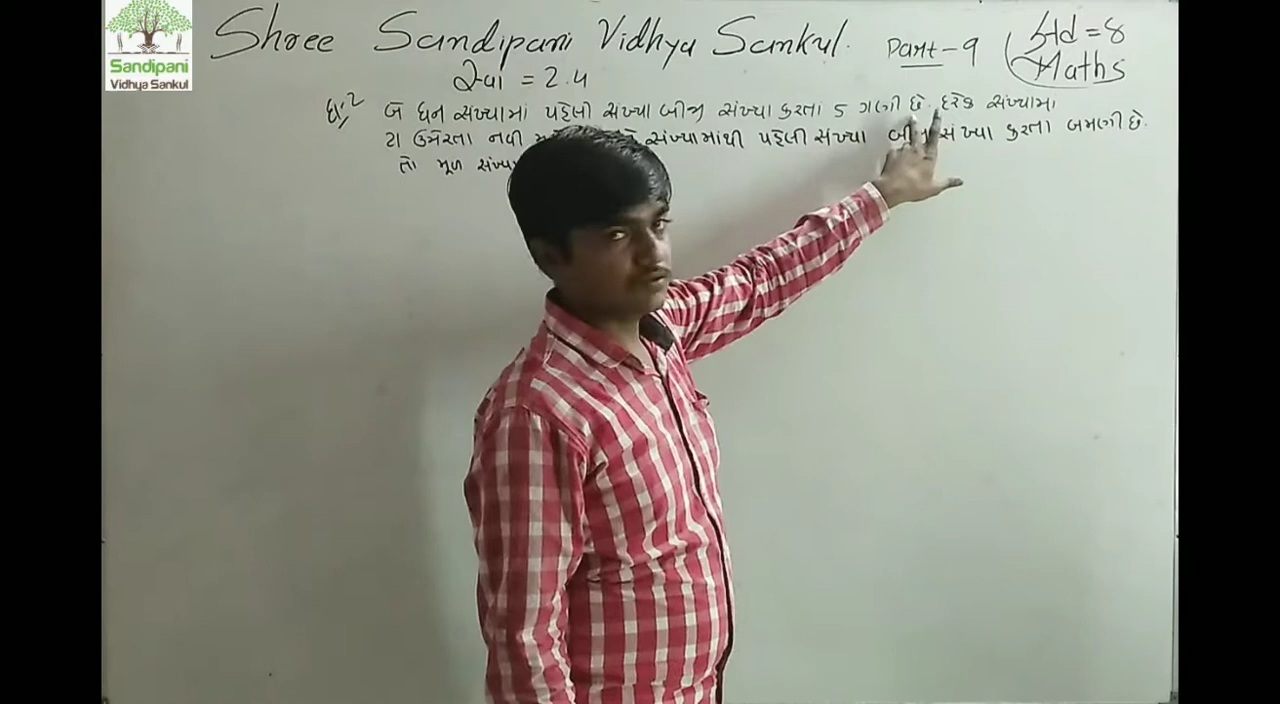 Sandipani
Vidhya Sankul
Shree Sandipani Vidhya Sankul. Part-9
Std = 8
Maths
સ્વા = 2.4
દા.2 બે ધન સંખ્યામાં પહેલી સંખ્યા બીજી સંખ્યા કરતા 5 ગણી છે. દરેક સંખ્યામા
21 ઉમેરતા નવી સંખ્યામાંથી પહેલી સંખ્યા સંખ્યા કરતા બમણી છે.
તો મૂળ